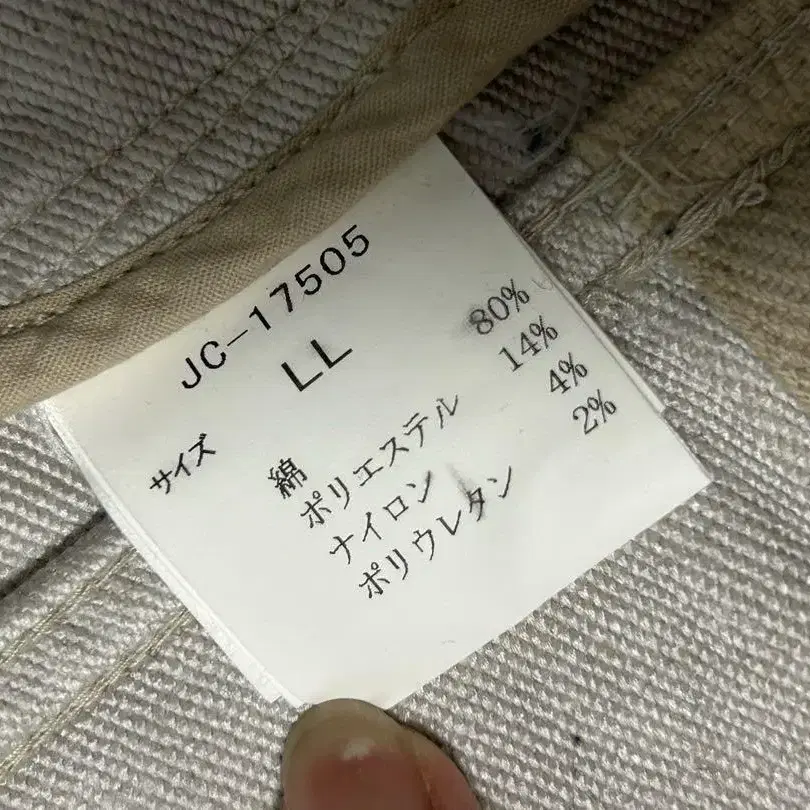 JC-17505
サイズ LL
綿 80%
ポリエステル 14%
ナイロン 4%
ポリウレタン 2%